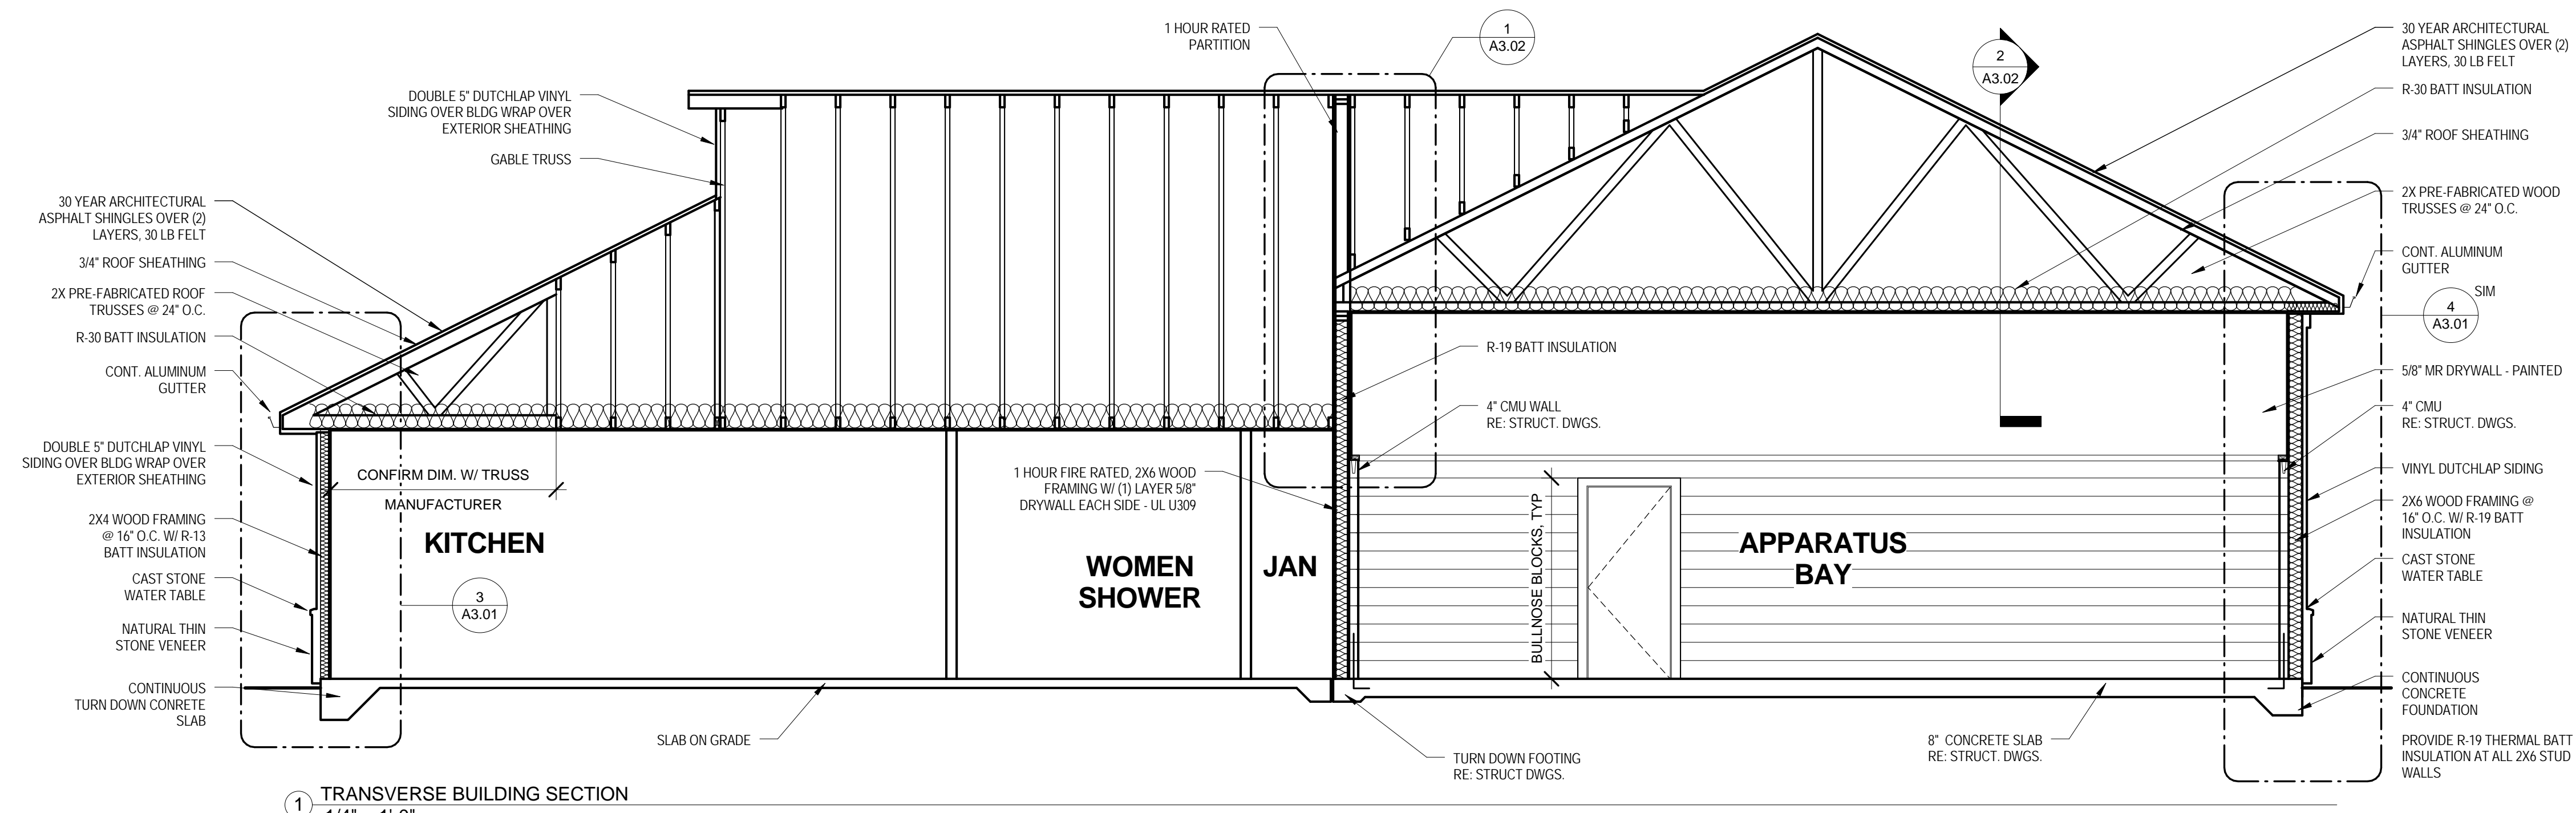 1 HOUR RATED
PARTITION
1
A3.02
2
A3.02
30 YEAR ARCHITECTURAL
ASPHALT SHINGLES OVER (2)
LAYERS, 30 LB FELT
R-30 BATT INSULATION
3/4" ROOF SHEATHING
2X PRE-FABRICATED WOOD
TRUSSES @ 24" O.C.
CONT. ALUMINUM
GUTTER
SIM
4
A3.01
5/8" MR DRYWALL - PAINTED
4" CMU
RE: STRUCT. DWGS.
VINYL DUTCHLAP SIDING
2X6 WOOD FRAMING @
16" O.C. W/ R-19 BATT
INSULATION
CAST STONE
WATER TABLE
NATURAL THIN
STONE VENEER
CONTINUOUS
CONCRETE
FOUNDATION
PROVIDE R-19 THERMAL BATT
INSULATION AT ALL 2X6 STUD
WALLS
DOUBLE 5" DUTCHLAP VINYL
SIDING OVER BLDG WRAP OVER
EXTERIOR SHEATHING
GABLE TRUSS
30 YEAR ARCHITECTURAL
ASPHALT SHINGLES OVER (2)
LAYERS, 30 LB FELT
3/4" ROOF SHEATHING
2X PRE-FABRICATED ROOF
TRUSSES @ 24" O.C.
R-30 BATT INSULATION
CONT. ALUMINUM
GUTTER
DOUBLE 5" DUTCHLAP VINYL
SIDING OVER BLDG WRAP OVER
EXTERIOR SHEATHING
2X4 WOOD FRAMING
@ 16" O.C. W/ R-13
BATT INSULATION
CAST STONE
WATER TABLE
NATURAL THIN
STONE VENEER
CONTINUOUS
TURN DOWN CONRETE
SLAB
CONFIRM DIM. W/ TRUSS
MANUFACTURER
KITCHEN
3
A3.01
WOMEN
SHOWER
JAN
1 HOUR FIRE RATED, 2X6 WOOD
FRAMING W/ (1) LAYER 5/8"
DRYWALL EACH SIDE - UL U309
R-19 BATT INSULATION
4" CMU WALL
RE: STRUCT. DWGS.
BULLNOSE BLOCKS, TYP
APPARATUS
BAY
SLAB ON GRADE
TURN DOWN FOOTING
RE: STRUCT DWGS.
8" CONCRETE SLAB
RE: STRUCT. DWGS.
1
TRANSVERSE BUILDING SECTION